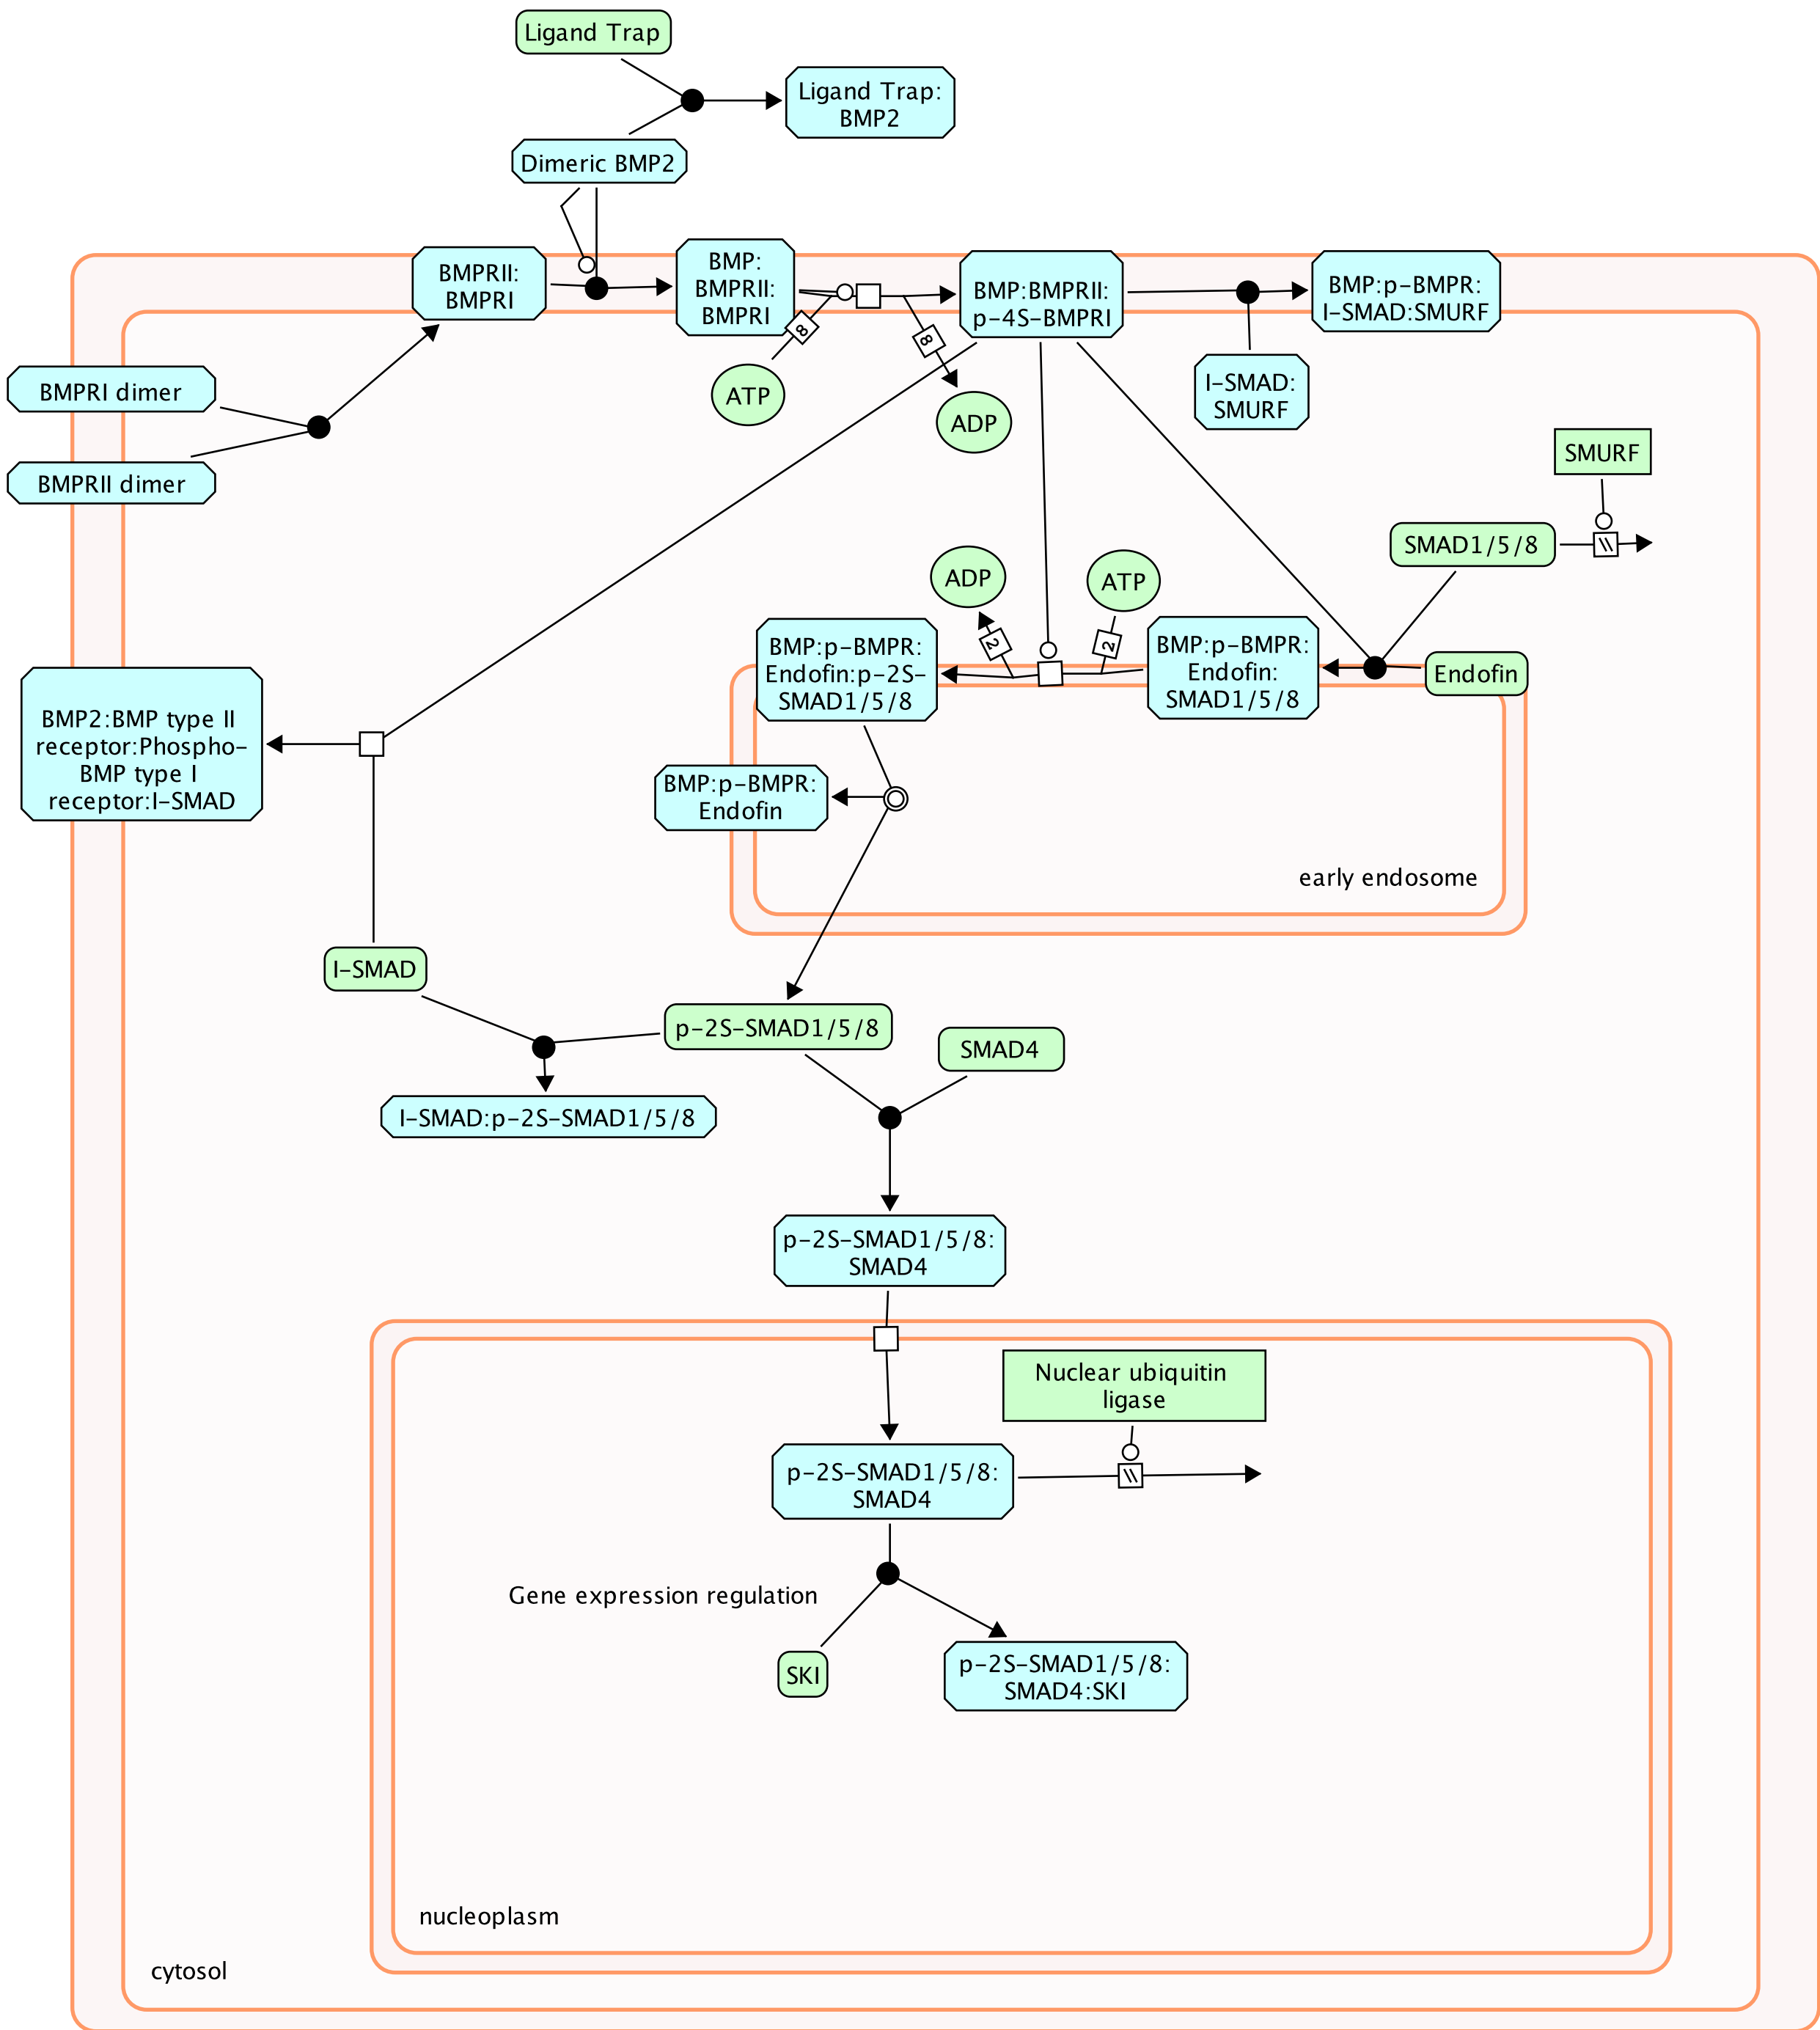 Ligand Trap
Ligand Trap:
BMP2
Dimeric BMP2
BMPRII:
BMPRI
BMP:
BMPRII:
BMPRI
BMP:BMPRII:
p-4S-BMPRI
BMP:p-BMPR:
I-SMAD:SMURF
8
8
ATP
ADP
I-SMAD:
SMURF
BMPRI dimer
BMPRII dimer
SMURF
SMAD1/5/8
ADP
ATP
2
2
BMP:p-BMPR:
Endofin:p-2S-
SMAD1/5/8
BMP:p-BMPR:
Endofin:
SMAD1/5/8
Endofin
BMP2:BMP type II
receptor:Phospho-
BMP type I
receptor:I-SMAD
BMP:p-BMPR:
Endofin
early endosome
I-SMAD
p-2S-SMAD1/5/8
SMAD4
I-SMAD:p-2S-SMAD1/5/8
p-2S-SMAD1/5/8:
SMAD4
Nuclear ubiquitin
ligase
p-2S-SMAD1/5/8:
SMAD4
Gene expression regulation
SKI
p-2S-SMAD1/5/8:
SMAD4:SKI
nucleoplasm
cytosol